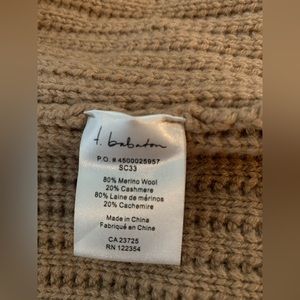 t. babaton
P.O. # 4500025957
SC33
80% Merino Wool
20% Cashmere
80% Laine de mérinos
20% Cachemire
Made in China
Fabriqué en Chine
CA 23725
RN 122354